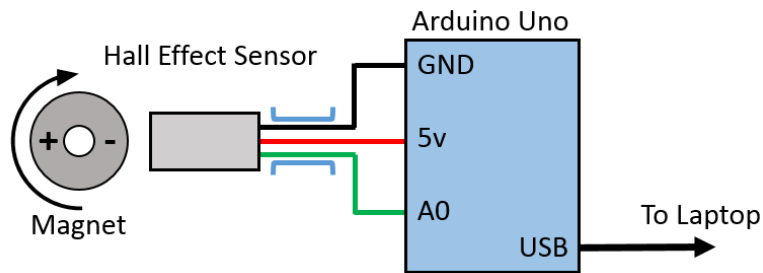 Arduino Uno
Hall Effect Sensor
GND
+ -
5v
Magnet
A0
To Laptop
USB